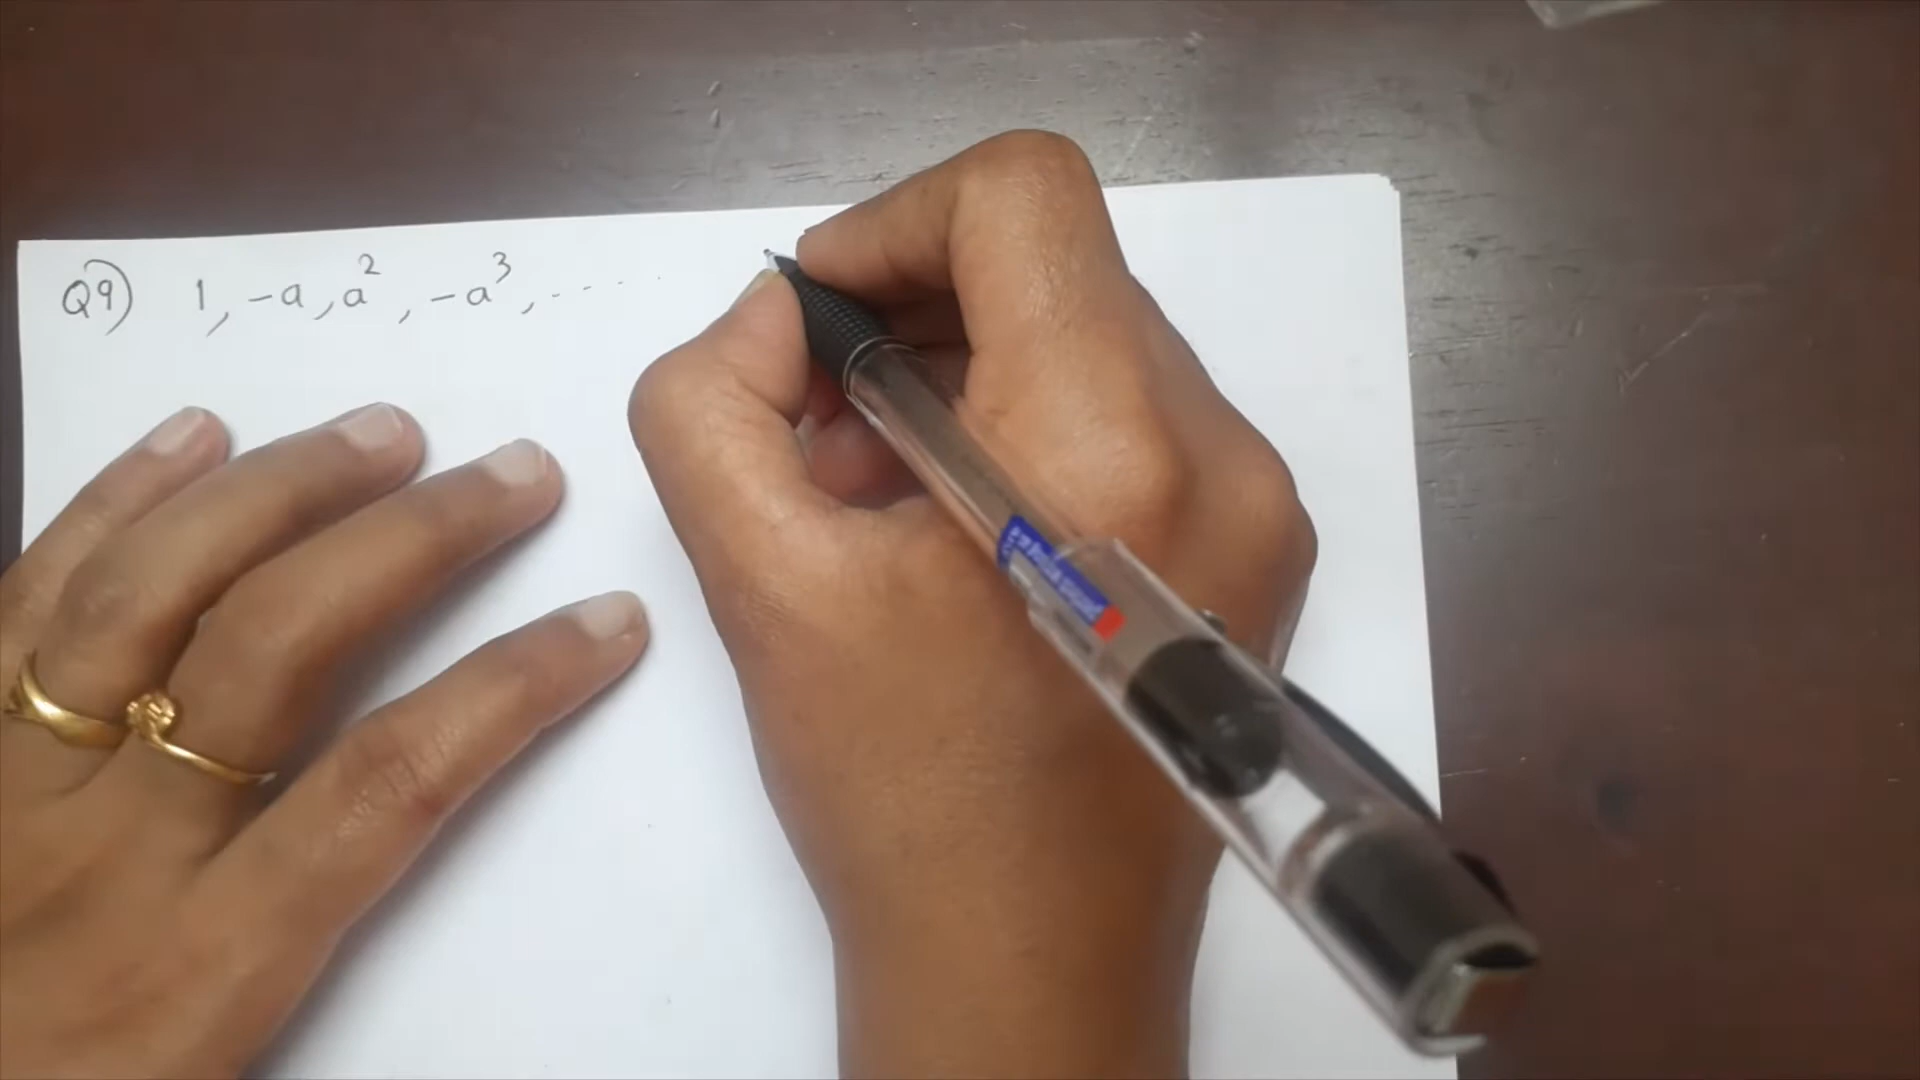 Q9) 1, -a, a², -a³, .......